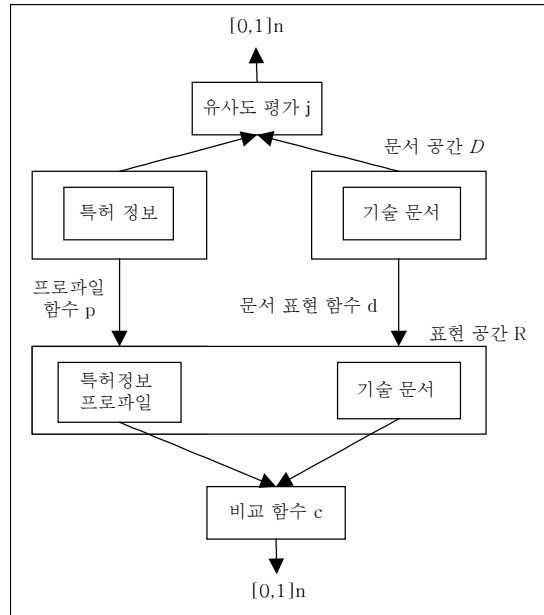 [0,1]n
유사도 평가 j
문서 공간 D
특허 정보
기술 문서
프로파일
함수 p
문서 표현 함수 d
표현 공간 R
특허정보
프로파일
기술 문서
비교 함수 c
[0,1]n